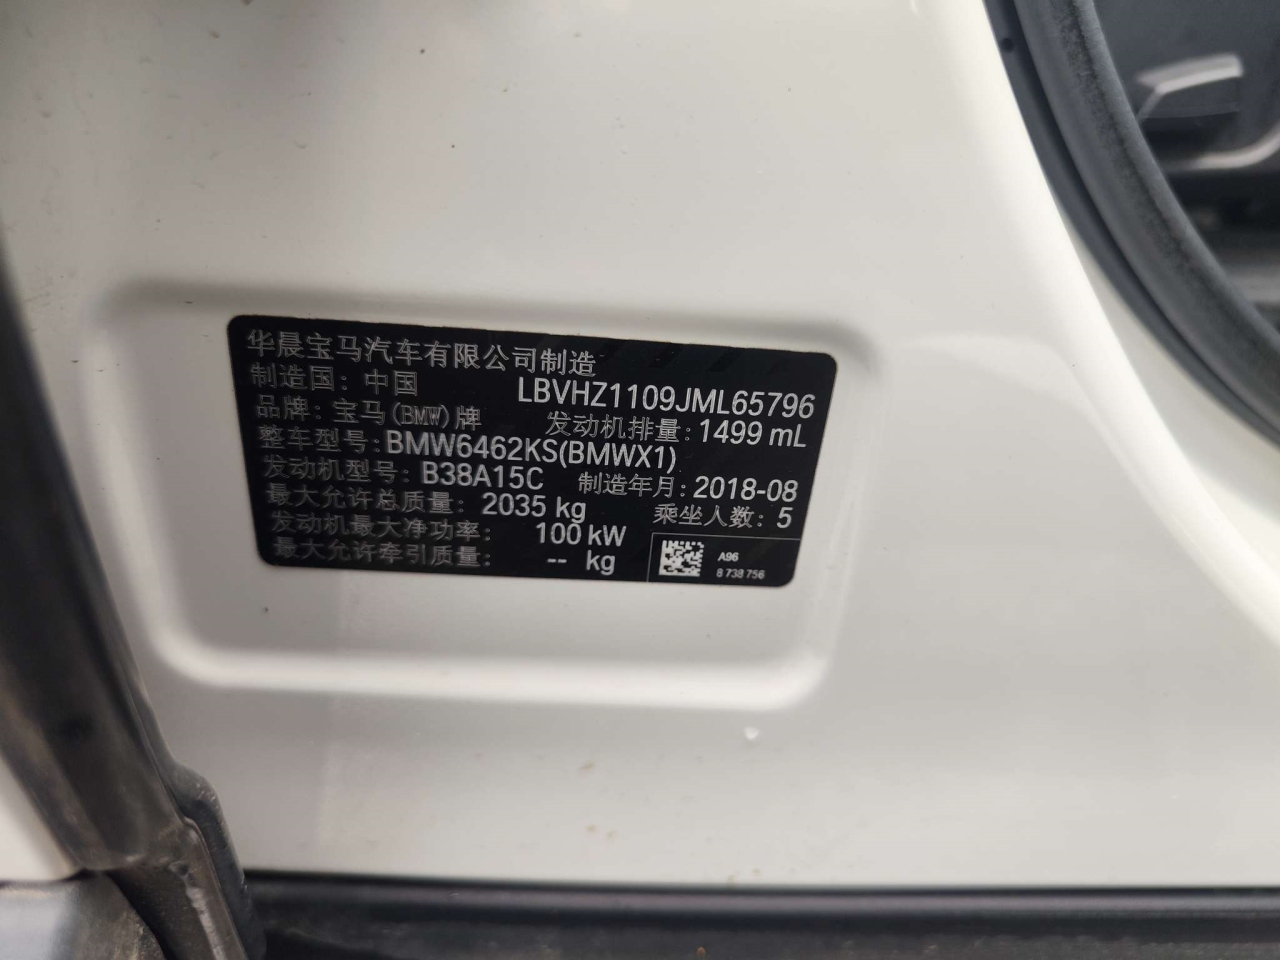 华晨宝马汽车有限公司制造
制造国：中国 LBVHZ1109JML65796
品牌：宝马(BMW)牌 发动机排量：1499 mL
整车型号：BMW6462KS(BMWX1)
发动机型号：B38A15C 制造年月：2018-08
最大允许总质量：2035 kg 乘坐人数：5
发动机最大净功率：100 kW
最大允许牵引质量：-- kg
A96
8 738 756